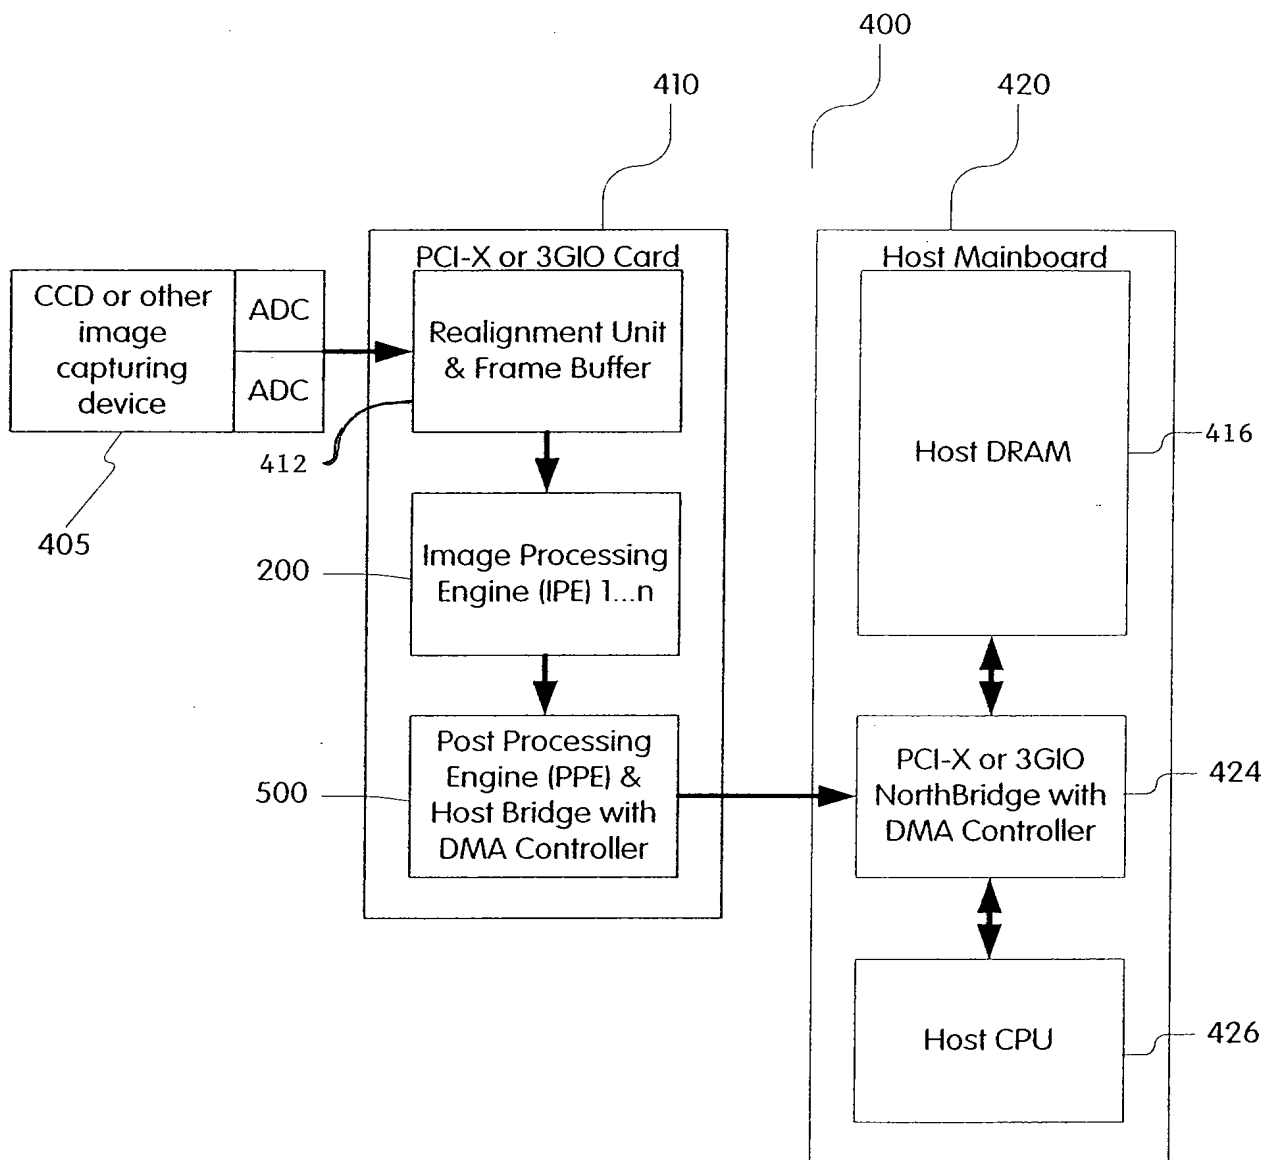 400
410
420
PCI-X or 3GIO Card
Host Mainboard
CCD or other
image
capturing
device
ADC
ADC
Realignment Unit
& Frame Buffer
412
405
Host DRAM
416
200
Image Processing
Engine (IPE) 1...n
500
Post Processing
Engine (PPE) &
Host Bridge with
DMA Controller
PCI-X or 3GIO
NorthBridge with
DMA Controller
424
Host CPU
426